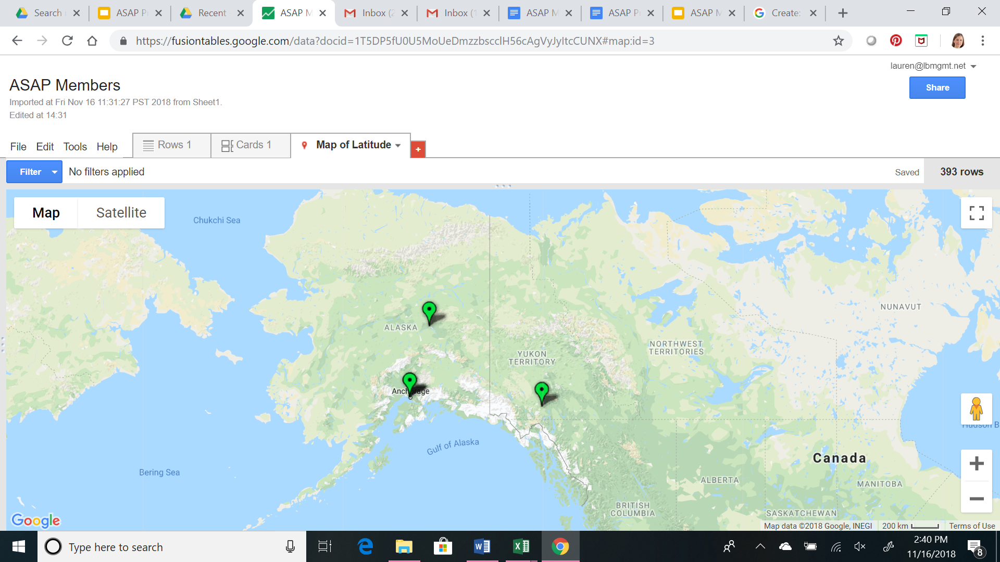 Search
ASAP P
Recent
ASAP M
Inbox (2
Inbox (1
ASAP M
ASAP P
ASAP M
Create:
https://fusiontables.google.com/data?docid=1T5DP5fU0U5MoUeDmzzbscclH56cAgVyJyItcCUNX#map:id=3
lauren@lbmgmt.net
ASAP Members
Share
Imported at Fri Nov 16 11:31:27 PST 2018 from Sheet1.
Edited at 14:31
File Edit Tools Help
Rows 1
Cards 1
Map of Latitude
+
Filter
No filters applied
Saved
393 rows
Map
Satellite
Chukchi Sea
NUNAVUT
ALASKA
NORTHWEST
TERRITORIES
YUKON
TERRITORY
Anchorage
Hudson B
Gulf of Alaska
Canada
Bering Sea
ALBERTA
MANITOBA
BRITISH
COLUMBIA
SASKATCHEWAN
Google
Map data ©2018 Google, INEGI
200 km
Terms of Use
Type here to search
2:40 PM
11/16/2018
8